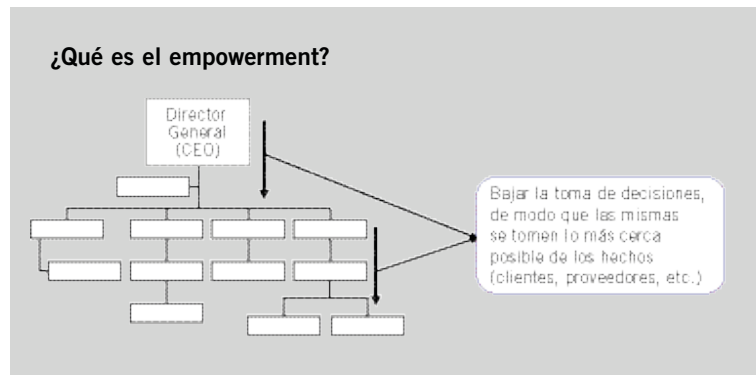 ¿Qué es el empowerment?
Director
General
(CEO)
Bajar la toma de decisiones,
de modo que las mismas
se tomen lo más cerca
posible de los hechos
(clientes, proveedores, etc.)